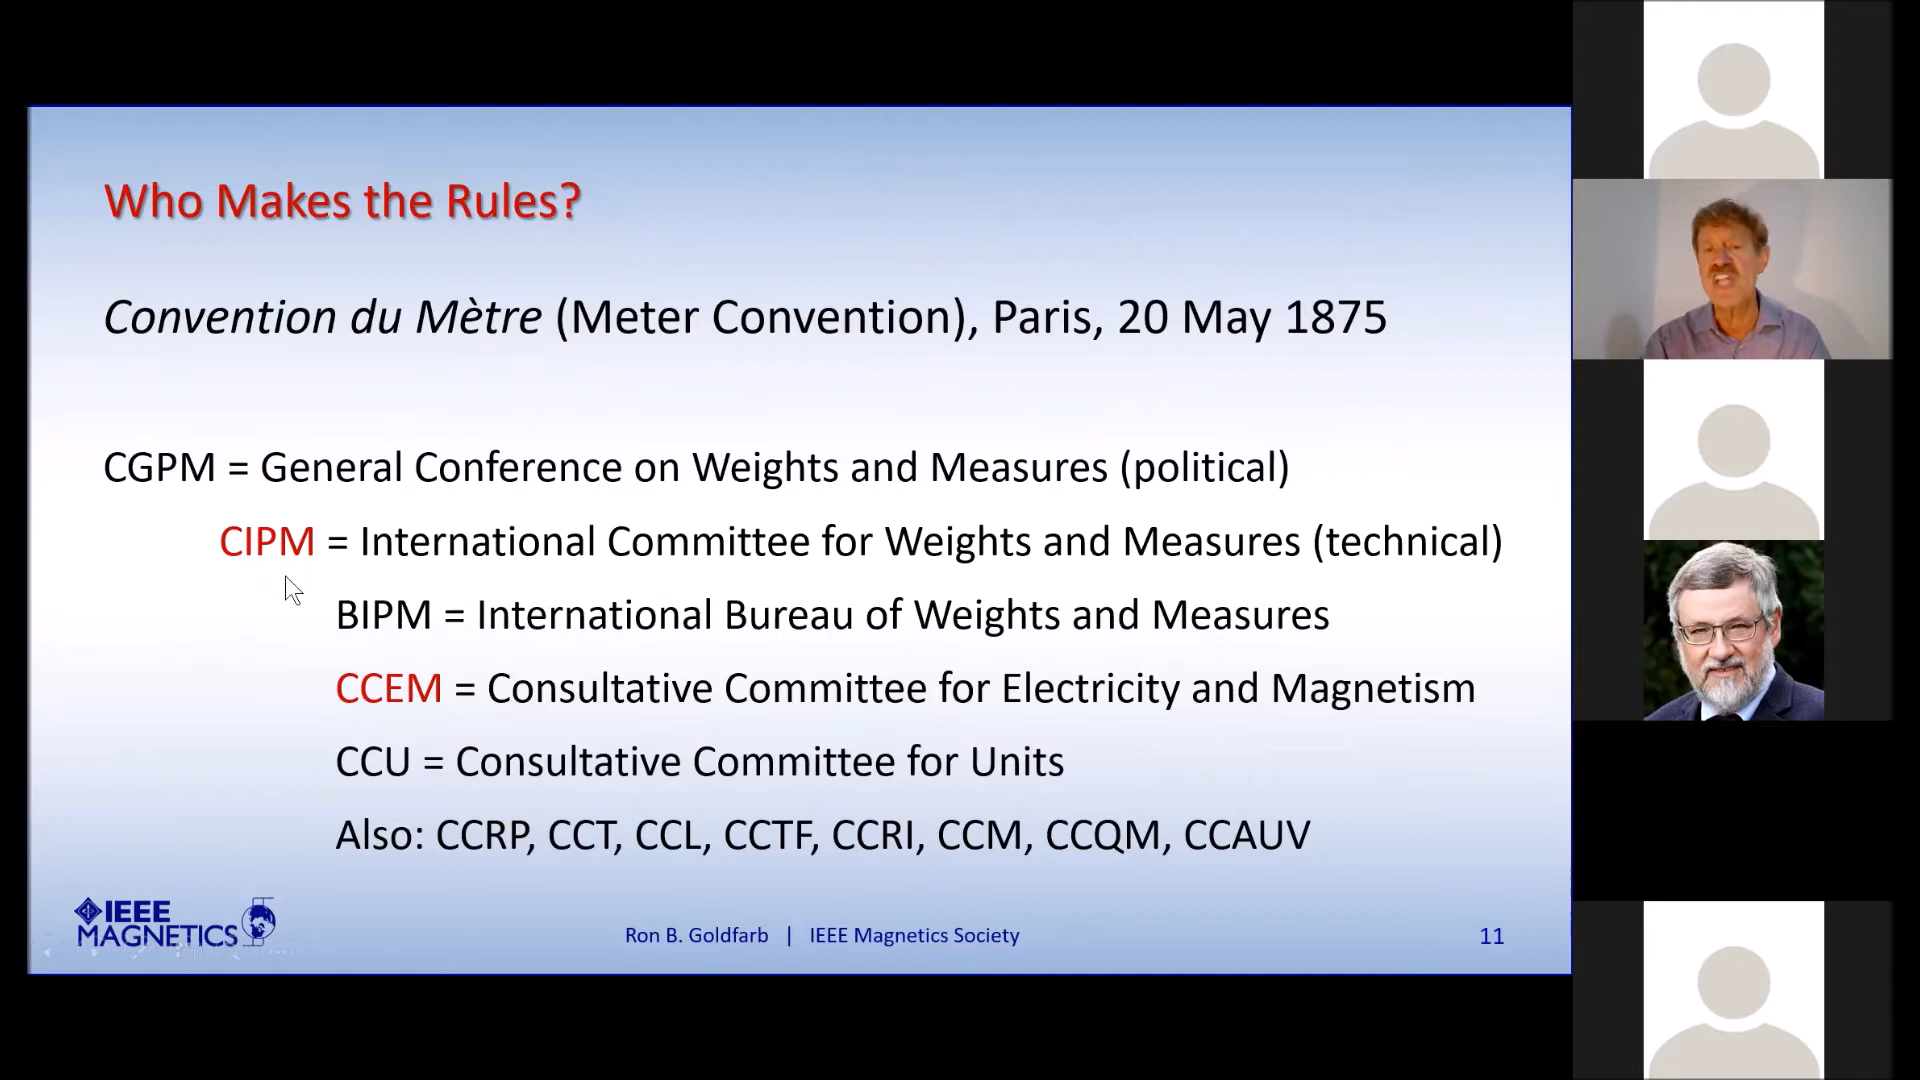 Who Makes the Rules?
Convention du Mètre (Meter Convention), Paris, 20 May 1875
CGPM = General Conference on Weights and Measures (political)
CIPM = International Committee for Weights and Measures (technical)
BIPM = International Bureau of Weights and Measures
CCEM = Consultative Committee for Electricity and Magnetism
CCU = Consultative Committee for Units
Also: CCRP, CCT, CCL, CCTF, CCRI, CCM, CCQM, CCAUV
IEEE
MAGNETICS
Ron B. Goldfarb | IEEE Magnetics Society
11